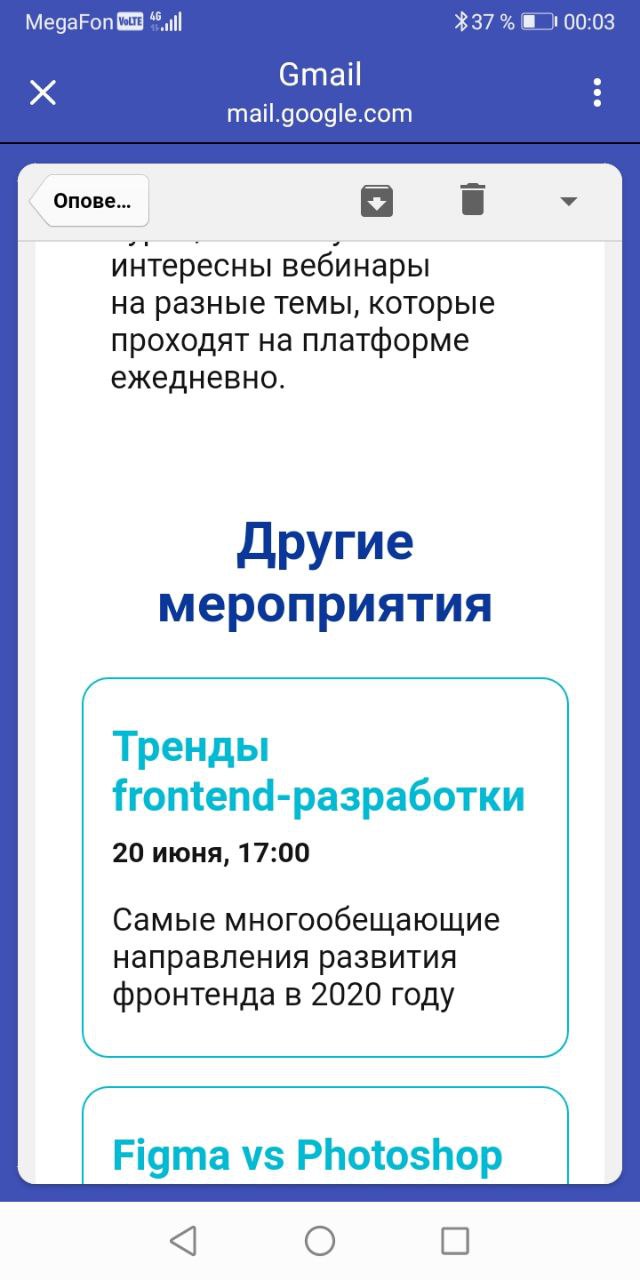 MegaFon VoLTE 4G 37 % 00:03
Gmail
mail.google.com
Опове...
интересны вебинары
на разные темы, которые
проходят на платформе
ежедневно.
Другие
мероприятия
Тренды
frontend-разработки
20 июня, 17:00
Самые многообещающие
направления развития
фронтенда в 2020 году
Figma vs Photoshop